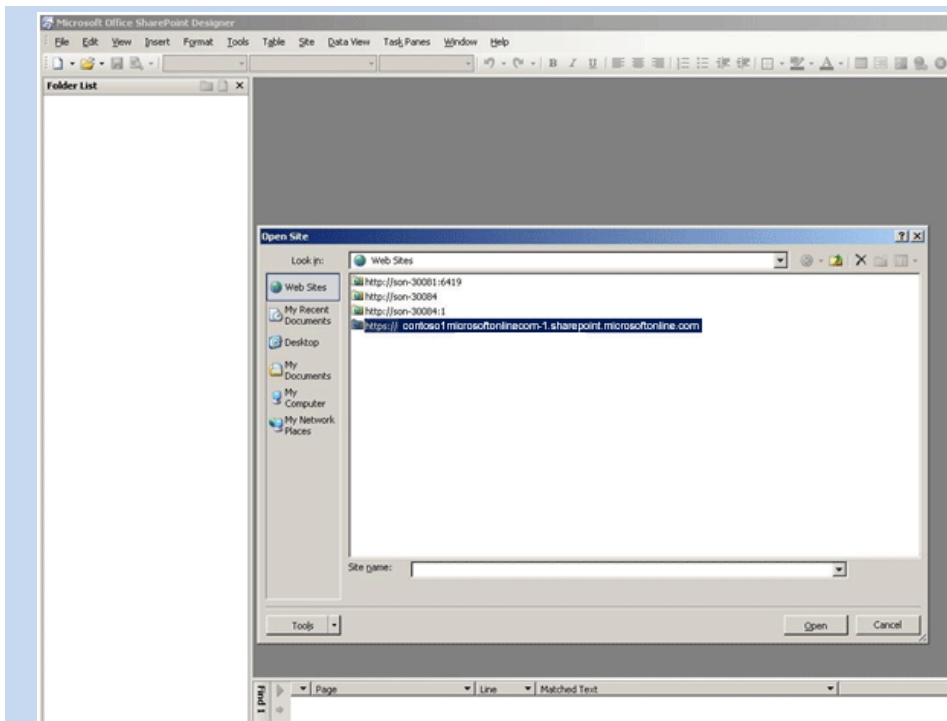 Microsoft Office SharePoint Designer
File Edit View Insert Format Tools Table Site Data View Task Panes Window Help
B I U A
Folder List
Open Site
Look in: Web Sites
Web Sites
My Recent Documents
Desktop
My Documents
My Computer
My Network Places
http://son-30081:6419
http://son-30084
http://son-30084:1
https:// contoso1microsoftonlinecom-1.sharepoint.microsoftonline.com
Site name:
Tools Open Cancel
Find 1
Page Line Matched Text